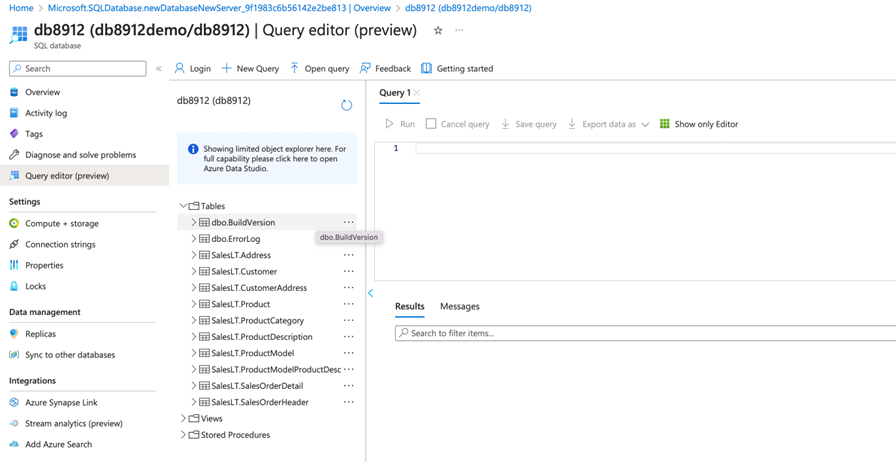 Home > Microsoft.SQLDatabase.newDatabaseNewServer_9f1983c6b56142e2be813 | Overview > db8912 (db8912demo/db8912)
db8912 (db8912demo/db8912) | Query editor (preview) ☆ ...
SQL database
Search «
Overview
Activity log
Tags
Diagnose and solve problems
Query editor (preview)
Settings
Compute + storage
Connection strings
Properties
Locks
Data management
Replicas
Sync to other databases
Integrations
Azure Synapse Link
Stream analytics (preview)
Add Azure Search
Login + New Query Open query Feedback Getting started
db8912 (db8912)
Showing limited object explorer here. For
full capability please click here to open
Azure Data Studio.
Tables
dbo.BuildVersion ...
dbo.BuildVersion
dbo.ErrorLog
SalesLT.Address ...
SalesLT.Customer ...
SalesLT.CustomerAddress ...
SalesLT.Product ...
SalesLT.ProductCategory ...
SalesLT.ProductDescription ...
SalesLT.ProductModel ...
SalesLT.ProductModelProductDesc ...
SalesLT.SalesOrderDetail ...
SalesLT.SalesOrderHeader ...
Views
Stored Procedures
Query 1 ×
Run Cancel query Save query Export data as Show only Editor
1
Results Messages
Search to filter items...